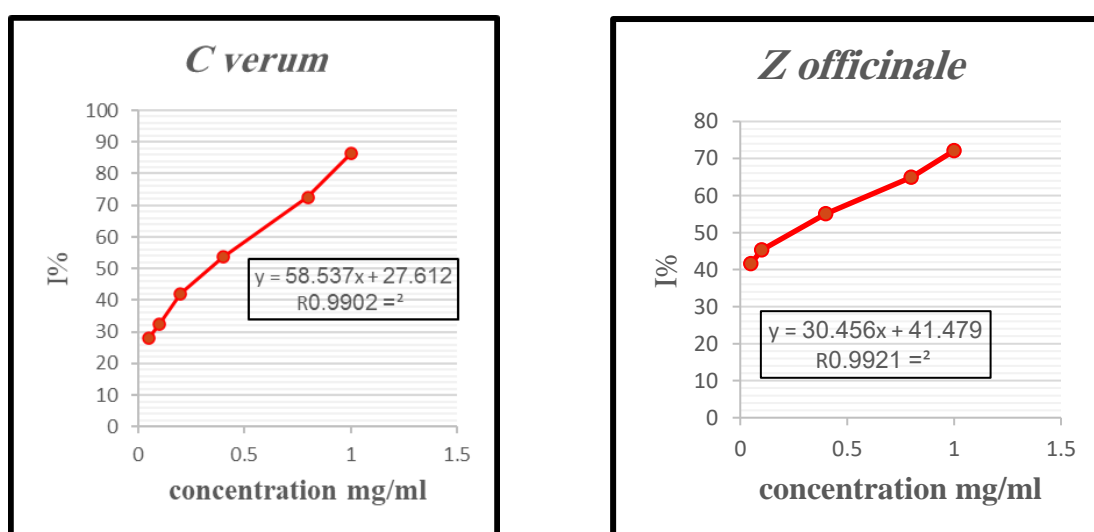 C verum
100
90
80
70
60
50
40
30
20
10
0
I%
y = 58.537x + 27.612
R0.9902 =²
0 0.5 1 1.5
concentration mg/ml
Z officinale
80
70
60
50
40
30
20
10
0
I%
y = 30.456x + 41.479
R0.9921 =²
0 0.5 1 1.5
concentration mg/ml